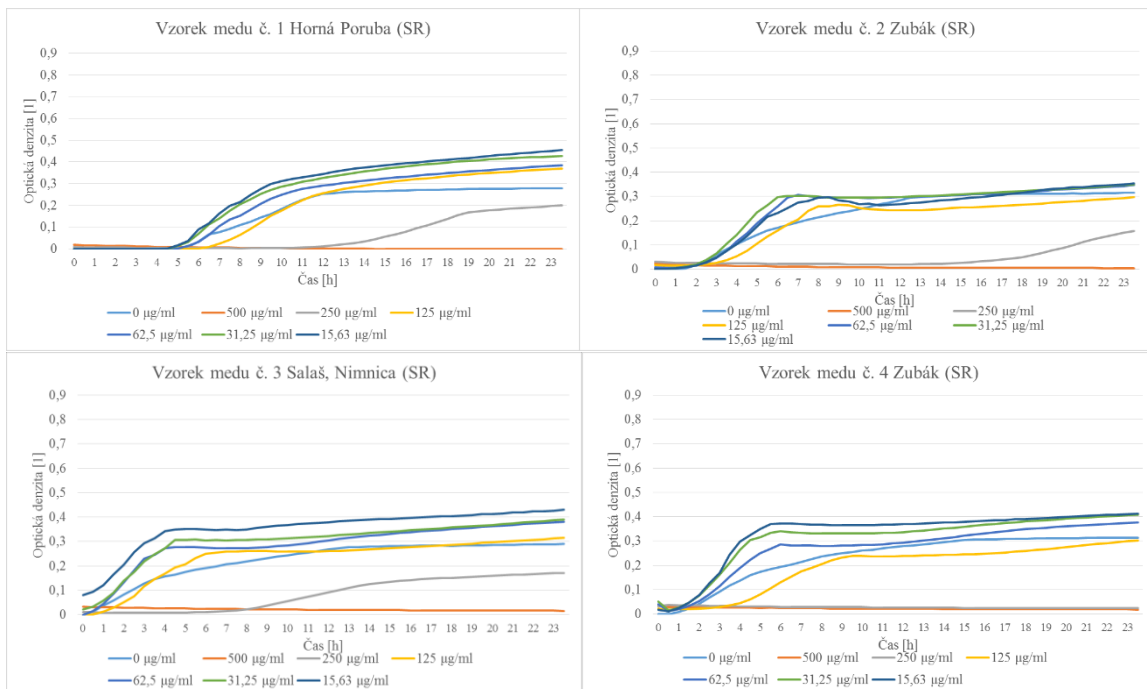 Vzorek medu č. 1 Horná Poruba (SR)
Optická denzita [1]
0,9
0,8
0,7
0,6
0,5
0,4
0,3
0,2
0,1
0
0 1 2 3 4 5 6 7 8 9 10 11 12 13 14 15 16 17 18 19 20 21 22 23
Čas [h]
0 µg/ml 500 µg/ml 250 µg/ml 125 µg/ml
62,5 µg/ml 31,25 µg/ml 15,63 µg/ml
Vzorek medu č. 2 Zubák (SR)
Optická denzita [1]
0,9
0,8
0,7
0,6
0,5
0,4
0,3
0,2
0,1
0
0 1 2 3 4 5 6 7 8 9 10 11 12 13 14 15 16 17 18 19 20 21 22 23
Čas [h]
0 µg/ml 500 µg/ml 250 µg/ml
125 µg/ml 62,5 µg/ml 31,25 µg/ml
15,63 µg/ml
Vzorek medu č. 3 Salaš, Nimnica (SR)
Optická denzita [1]
0,9
0,8
0,7
0,6
0,5
0,4
0,3
0,2
0,1
0
0 1 2 3 4 5 6 7 8 9 10 11 12 13 14 15 16 17 18 19 20 21 22 23
Čas [h]
0 µg/ml 500 µg/ml 250 µg/ml 125 µg/ml
62,5 µg/ml 31,25 µg/ml 15,63 µg/ml
Vzorek medu č. 4 Zubák (SR)
Optická denzita [1]
0,9
0,8
0,7
0,6
0,5
0,4
0,3
0,2
0,1
0
0 1 2 3 4 5 6 7 8 9 10 11 12 13 14 15 16 17 18 19 20 21 22 23
Čas [h]
0 µg/ml 500 µg/ml 250 µg/ml 125 µg/ml
62,5 µg/ml 31,25 µg/ml 15,63 µg/ml